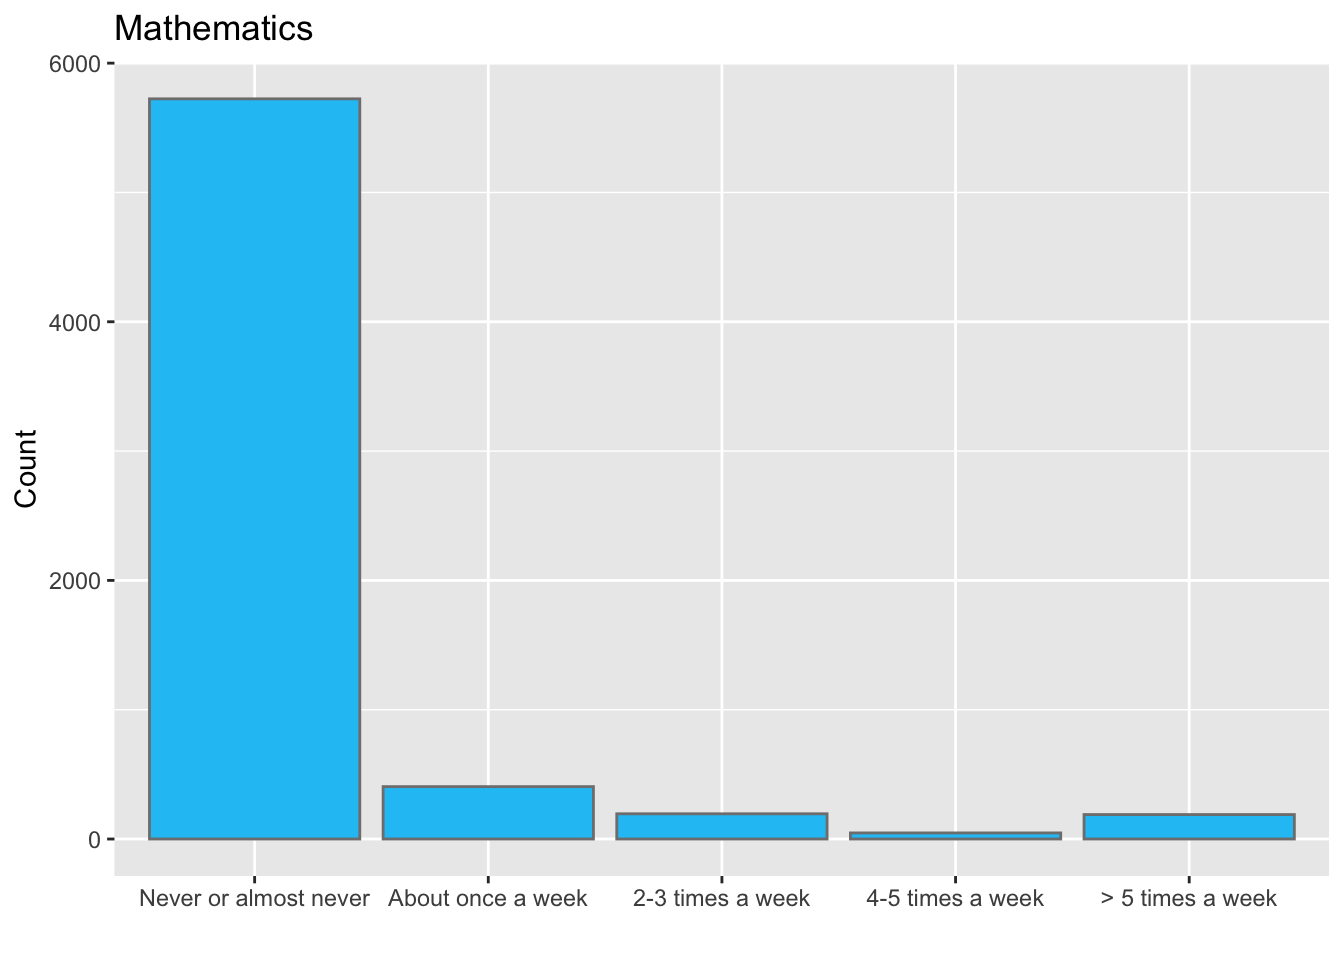 Mathematics
6000
4000
2000
0
Count
Never or almost never
About once a week
2-3 times a week
4-5 times a week
> 5 times a week